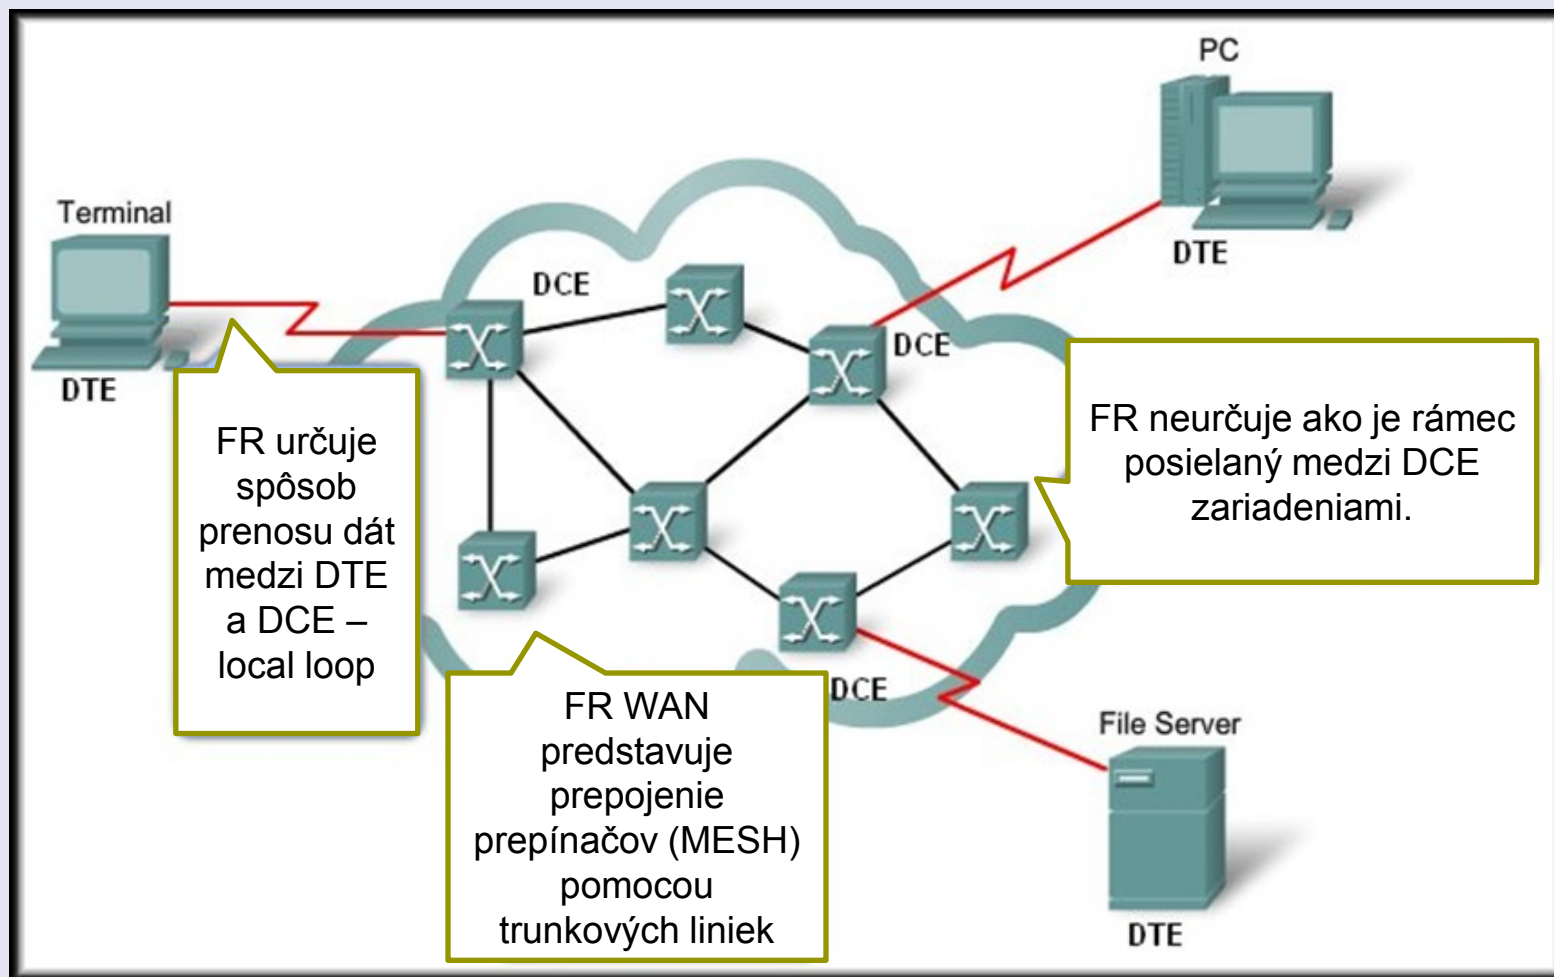 PC
DTE
Terminal
DTE
DCE
DCE
FR určuje
spôsob
prenosu dát
medzi DTE
a DCE –
local loop
FR neurčuje ako je rámec
posielaný medzi DCE
zariadeniami.
FR WAN
predstavuje
prepojenie
prepínačov (MESH)
pomocou
trunkových liniek
DCE
File Server
DTE